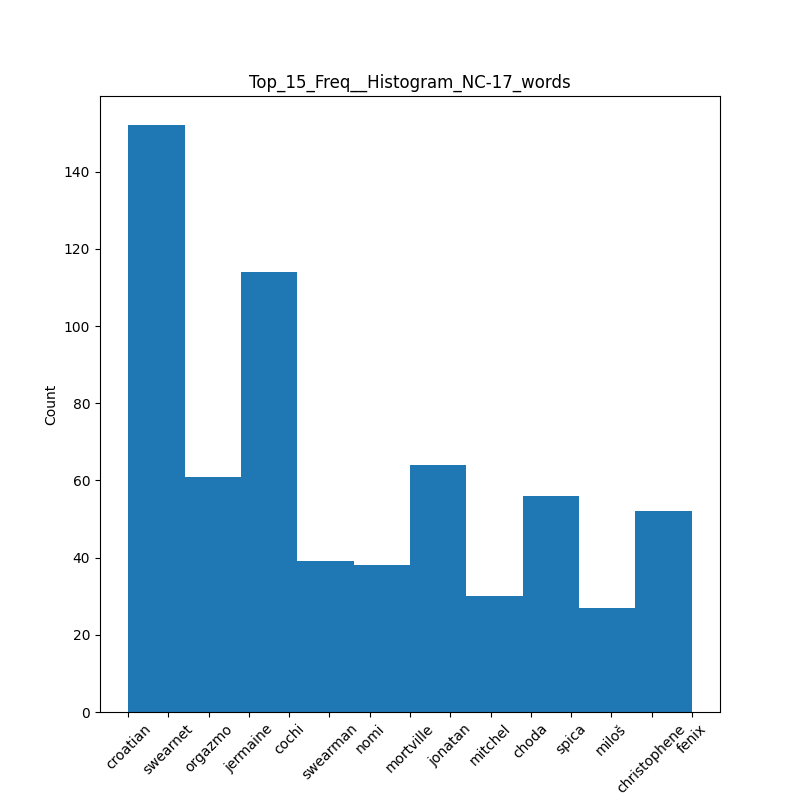 Top_15_Freq__Histogram_NC-17_words
140
120
100
80
60
40
20
0
Count
croatian
swearnet
orgazmo
jermaine
cochi
swearman
nomi
mortville
jonatan
mitchel
choda
spica
miloš
christophene
fenix